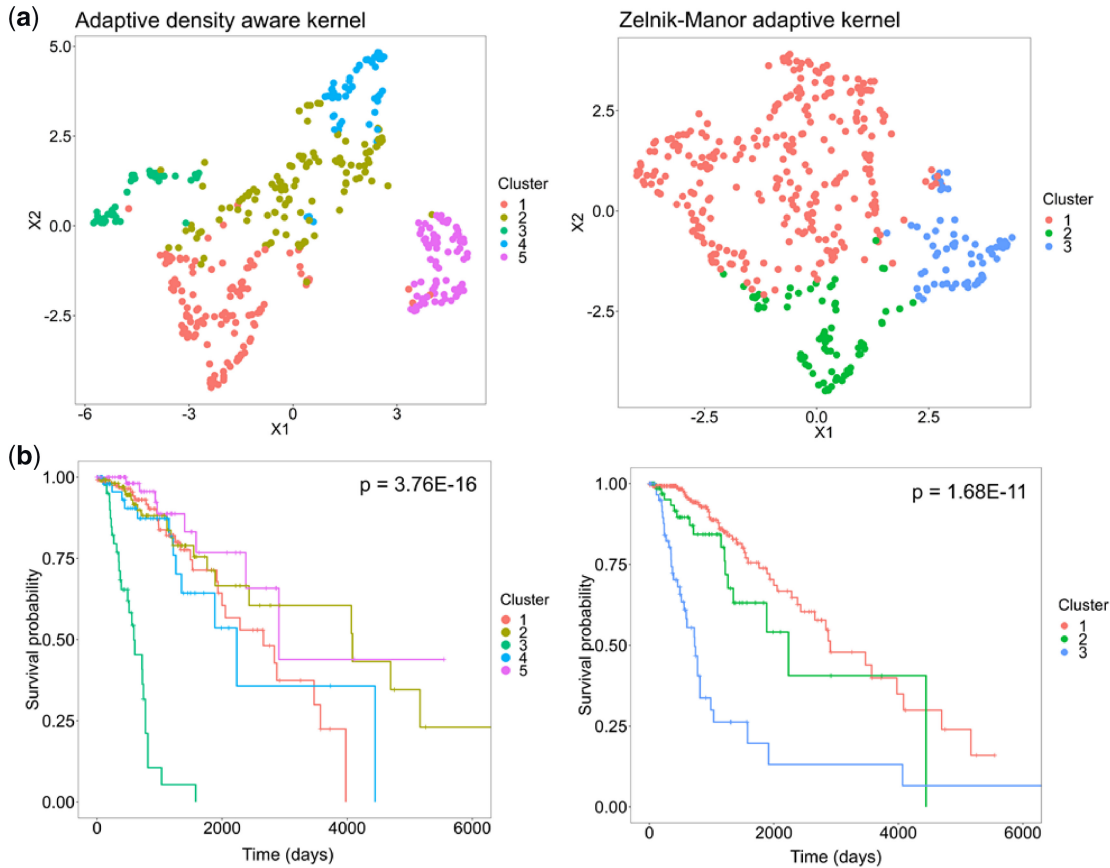 (a)
Adaptive density aware kernel
5.0
2.5
0.0
-2.5
X2
-6
-3
0
3
X1
Cluster
1
2
3
4
5
Zelnik-Manor adaptive kernel
2.5
0.0
-2.5
X2
-2.5
0.0
2.5
X1
Cluster
1
2
3
(b)
p = 3.76E-16
1.00
0.75
0.50
0.25
0.00
Survival probability
0
2000
4000
6000
Time (days)
Cluster
1
2
3
4
5
p = 1.68E-11
1.00
0.75
0.50
0.25
0.00
Survival probability
0
2000
4000
6000
Time (days)
Cluster
1
2
3